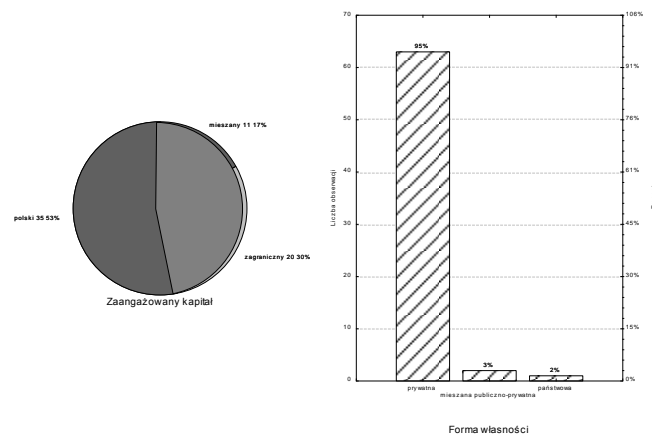 mieszany 11 17%
polski 35 53%
zagraniczny 20 30%
Zaangażowany kapitał
70
60
50
40
30
20
10
0
Liczba obserwacji
95%
3%
2%
106%
91%
76%
61%
45%
30%
15%
0%
prywatna
mieszana publiczno-prywatna
państwowa
Forma własności